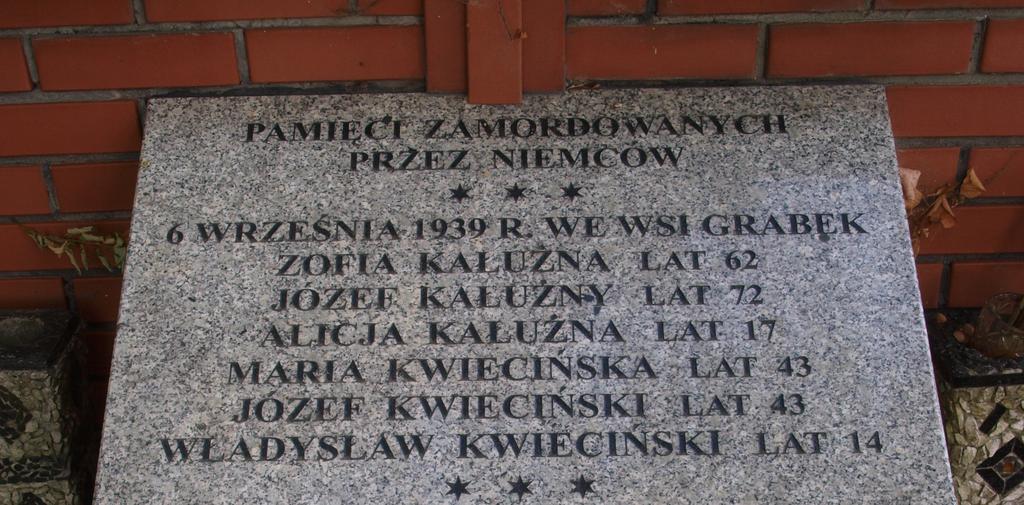 PAMIĘCI ZAMORDOWANYCH
PRZEZ NIEMCÓW
6 WRZEŚNIA 1939 R. WE WSI GRABEK
ZOFIA KAŁUŻNA LAT 62
JÓZEF KAŁUŻNY LAT 72
ALICJA KAŁUŻNA LAT 17
MARIA KWIECIŃSKA LAT 43
JÓZEF KWIECIŃSKI LAT 43
WŁADYSŁAW KWIECIŃSKI LAT 14